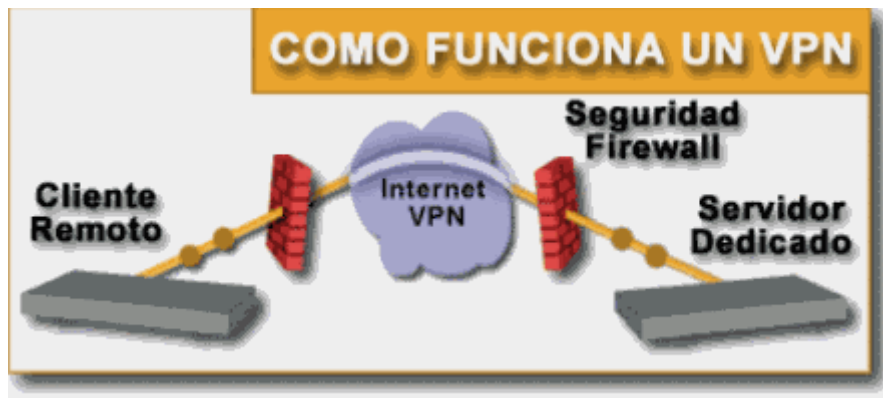 COMO FUNCIONA UN VPN
Seguridad
Firewall
Cliente
Remoto
Internet
VPN
Servidor
Dedicado